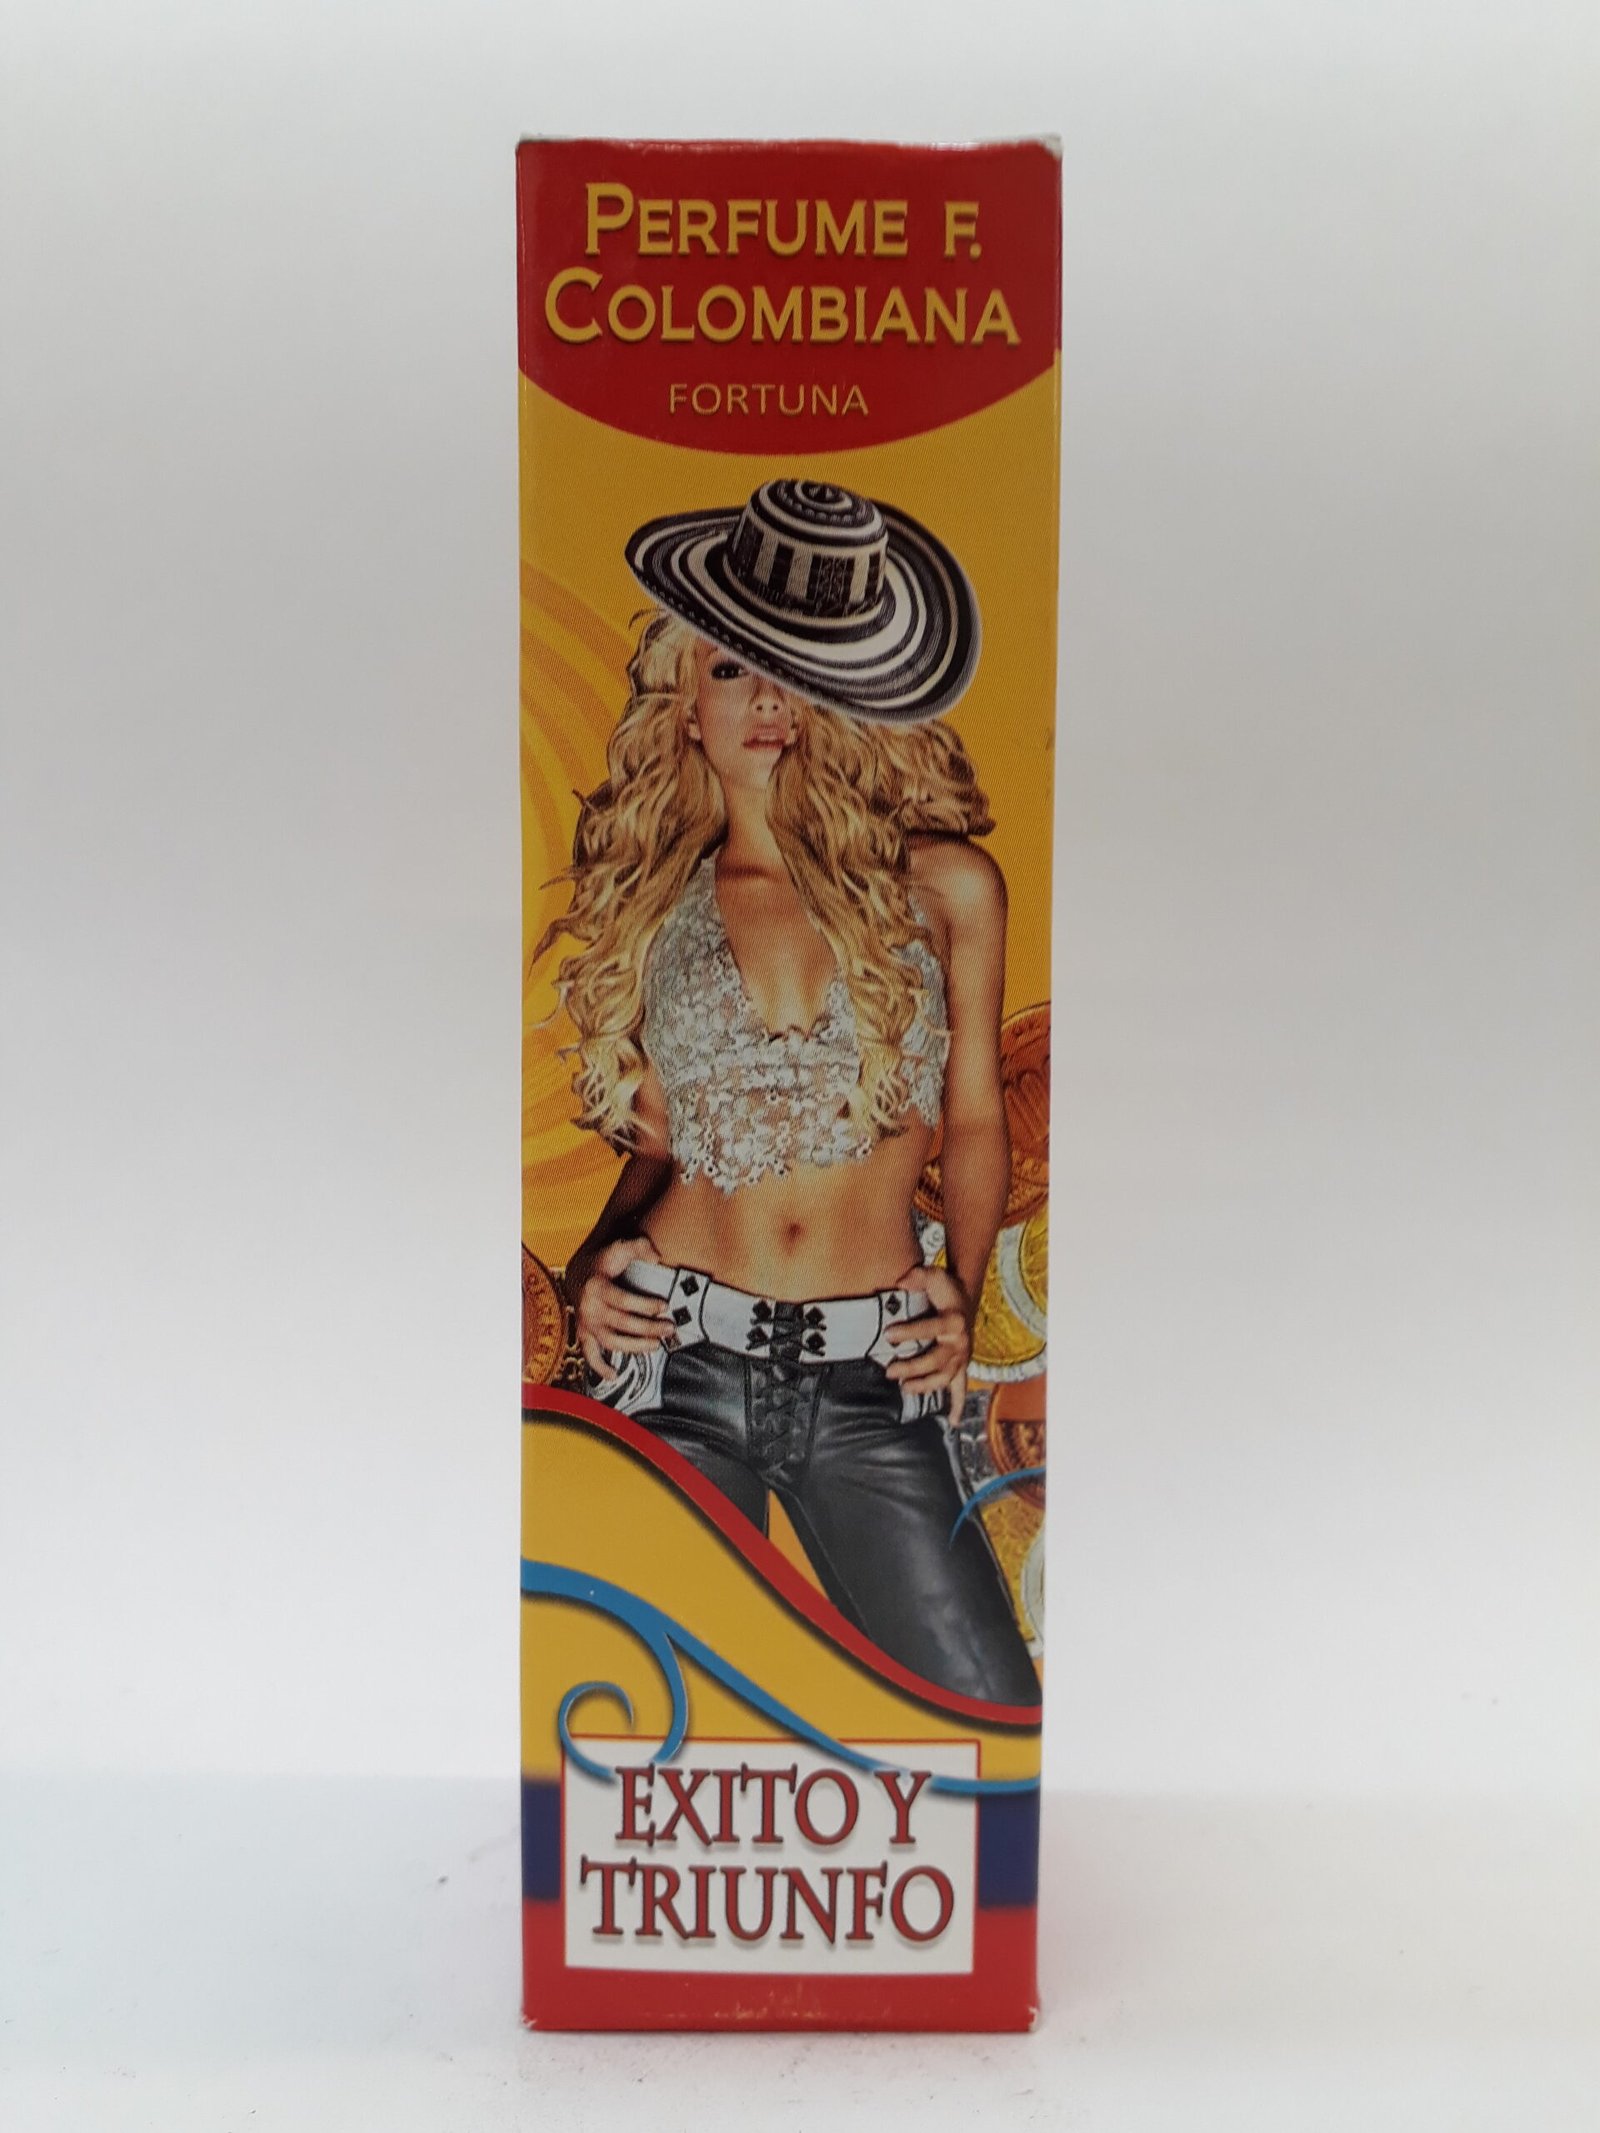 PERFUME F.
COLOMBIANA
FORTUNA
EXITO Y
TRIUNFO